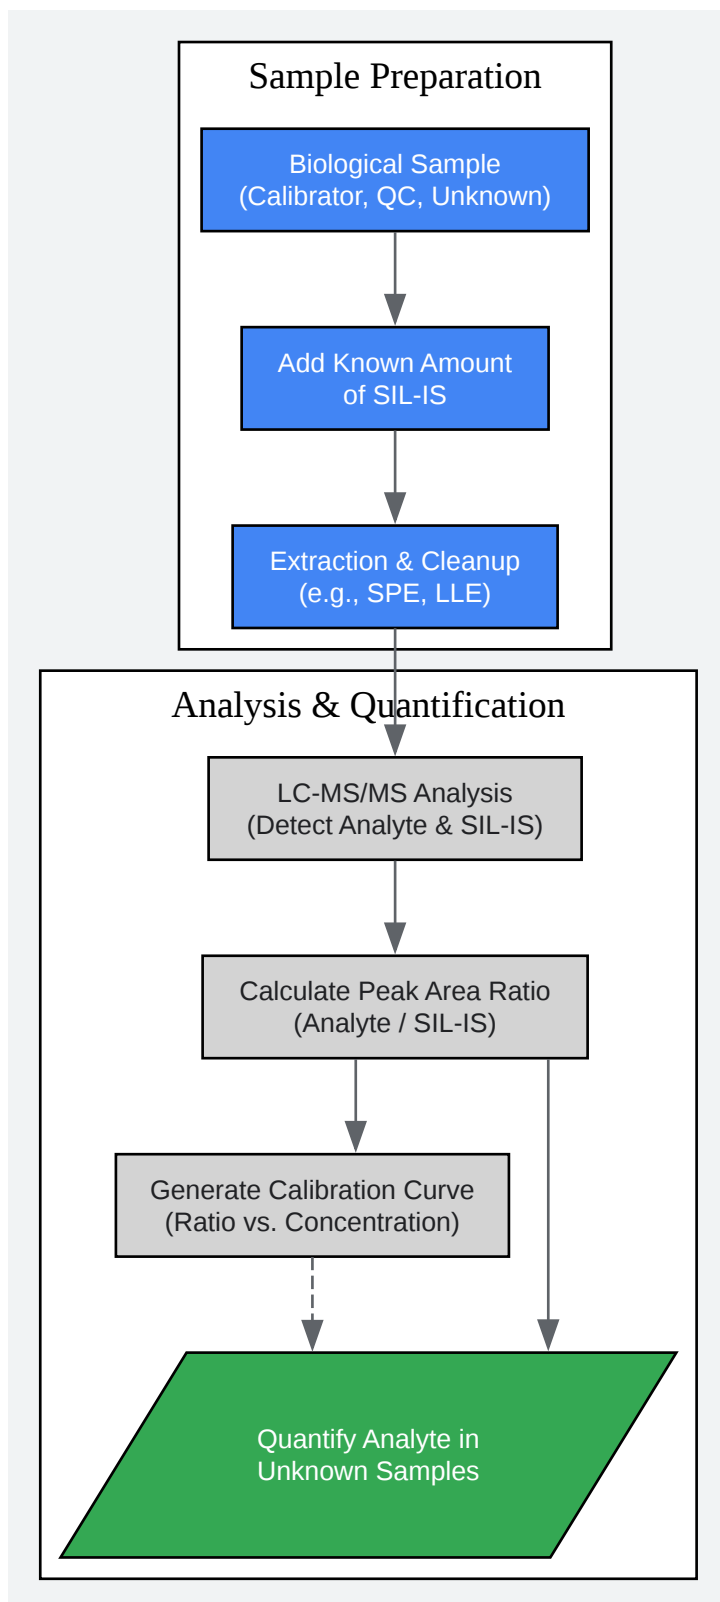 Sample Preparation
Biological Sample
(Calibrator, QC, Unknown)
Add Known Amount
of SIL-IS
Extraction & Cleanup
(e.g., SPE, LLE)
Analysis & Quantification
LC-MS/MS Analysis
(Detect Analyte & SIL-IS)
Calculate Peak Area Ratio
(Analyte / SIL-IS)
Generate Calibration Curve
(Ratio vs. Concentration)
Quantify Analyte in
Unknown Samples